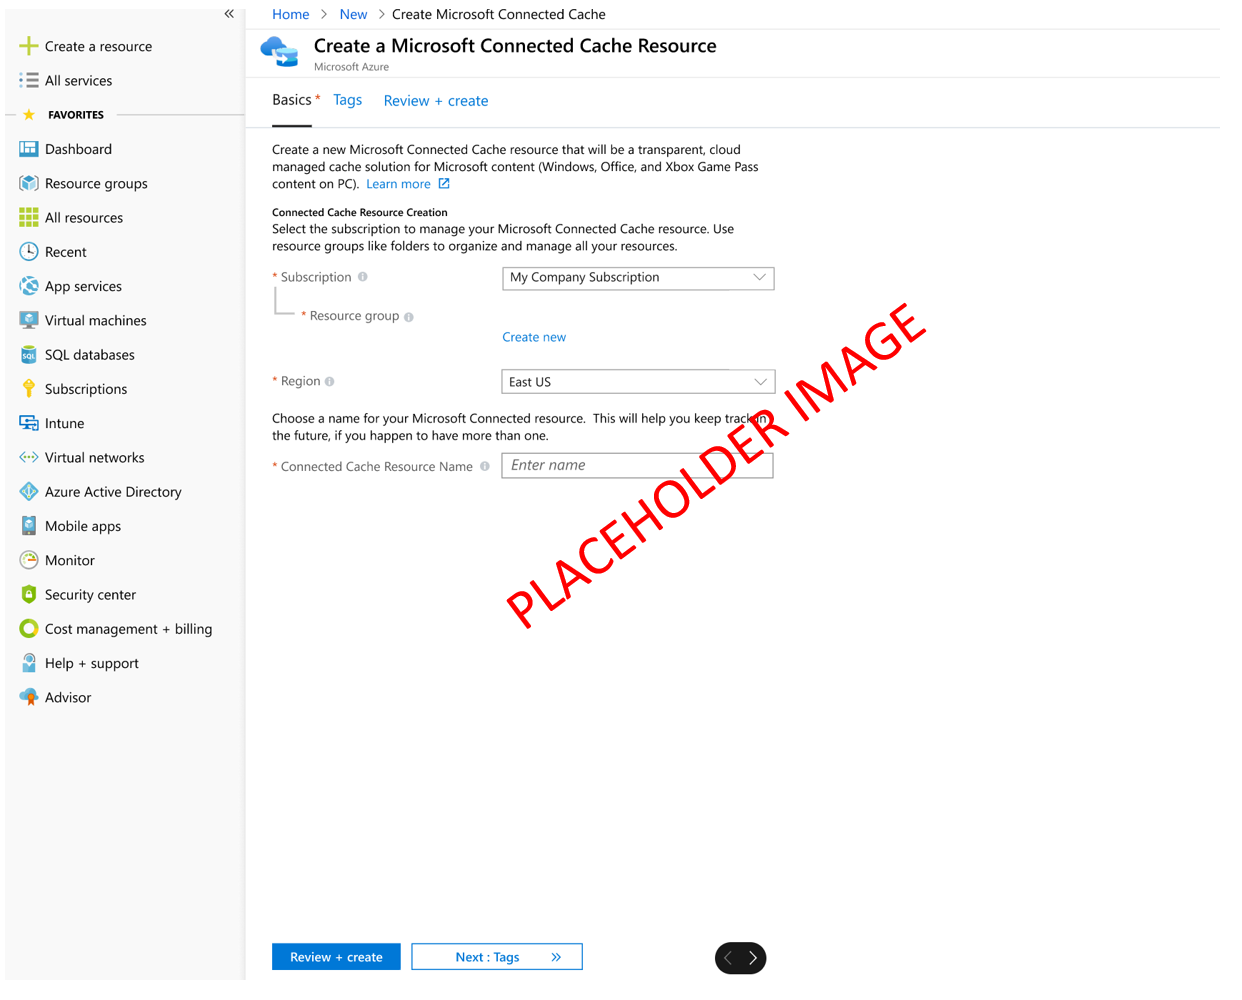 Home > New > Create Microsoft Connected Cache
Create a Microsoft Connected Cache Resource
Microsoft Azure
«
Create a resource
All services
FAVORITES
Dashboard
Resource groups
All resources
Recent
App services
Virtual machines
SQL databases
Subscriptions
Intune
Virtual networks
Azure Active Directory
Mobile apps
Monitor
Security center
Cost management + billing
Help + support
Advisor
Basics * Tags Review + create
Create a new Microsoft Connected Cache resource that will be a transparent, cloud
managed cache solution for Microsoft content (Windows, Office, and Xbox Game Pass
content on PC). Learn more
Connected Cache Resource Creation
Select the subscription to manage your Microsoft Connected Cache resource. Use
resource groups like folders to organize and manage all your resources.
* Subscription My Company Subscription
* Resource group
Create new
* Region East US
Choose a name for your Microsoft Connected resource. This will help you keep track in
the future, if you happen to have more than one.
* Connected Cache Resource Name Enter name
PLACEHOLDER IMAGE
Review + create Next : Tags »